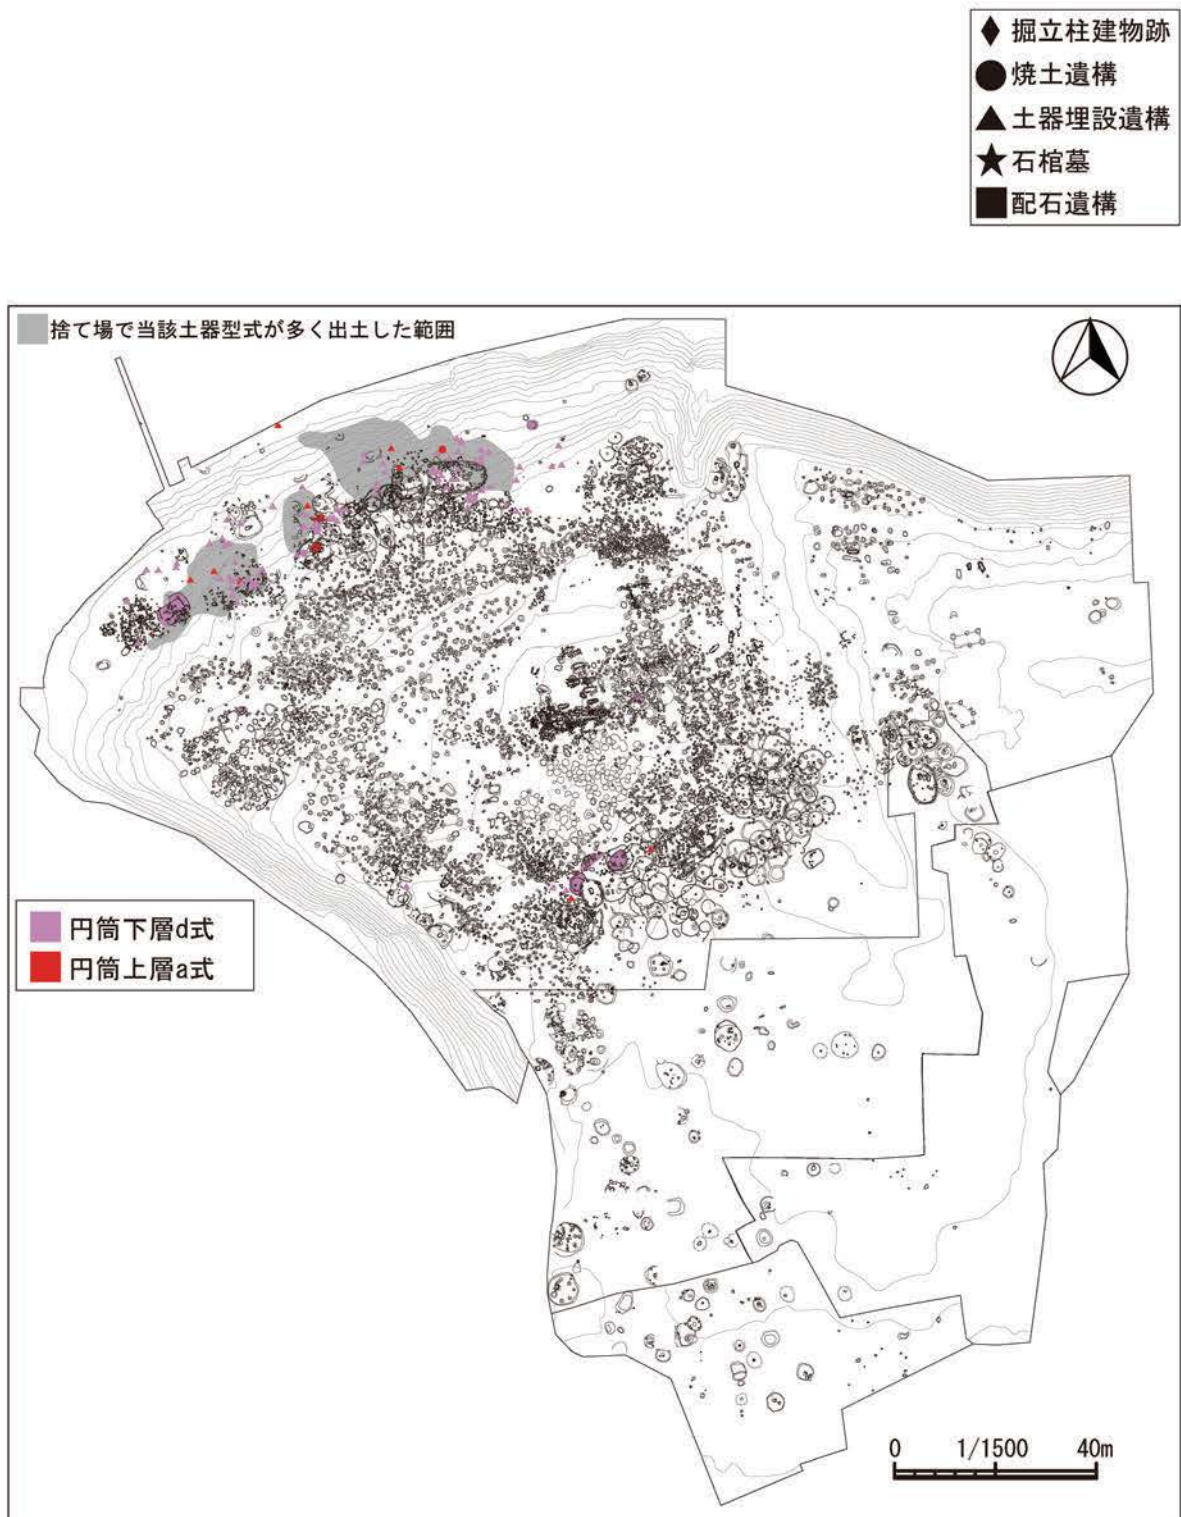 掘立柱建物跡
焼土遺構
土器埋設遺構
石棺墓
配石遺構
捨て場で当該土器型式が多く出土した範囲
円筒下層d式
円筒上層a式
0 1/1500 40m